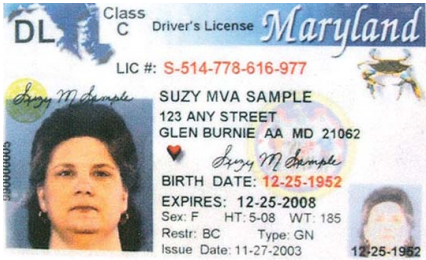 DL
Class C
Driver's License
Maryland
LIC #: S-514-778-616-977
Suzy M Sample
SUZY MVA SAMPLE
123 ANY STREET
GLEN BURNIE AA MD 21062
Suzy M Sample
BIRTH DATE: 12-25-1952
EXPIRES: 12-25-2008
Sex: F HT: 5-08 WT: 185
Restr: BC Type: GN
Issue Date: 11-27-2003
12-25-1952